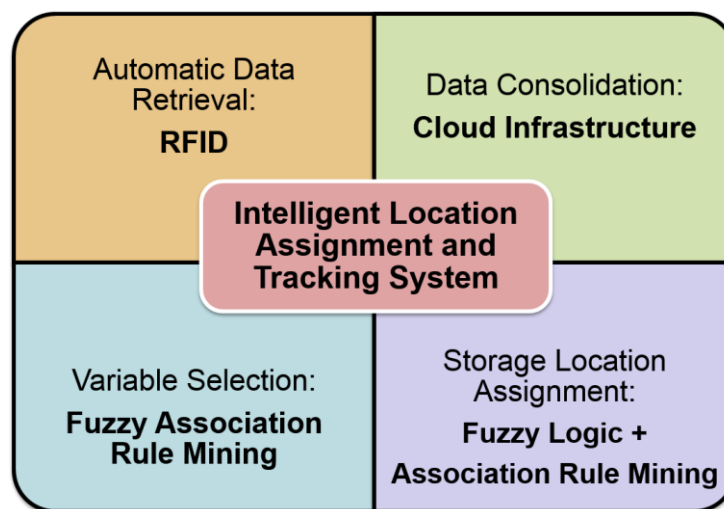 Automatic Data
Retrieval:
RFID
Data Consolidation:
Cloud Infrastructure
Intelligent Location
Assignment and
Tracking System
Variable Selection:
Fuzzy Association
Rule Mining
Storage Location
Assignment:
Fuzzy Logic +
Association Rule Mining